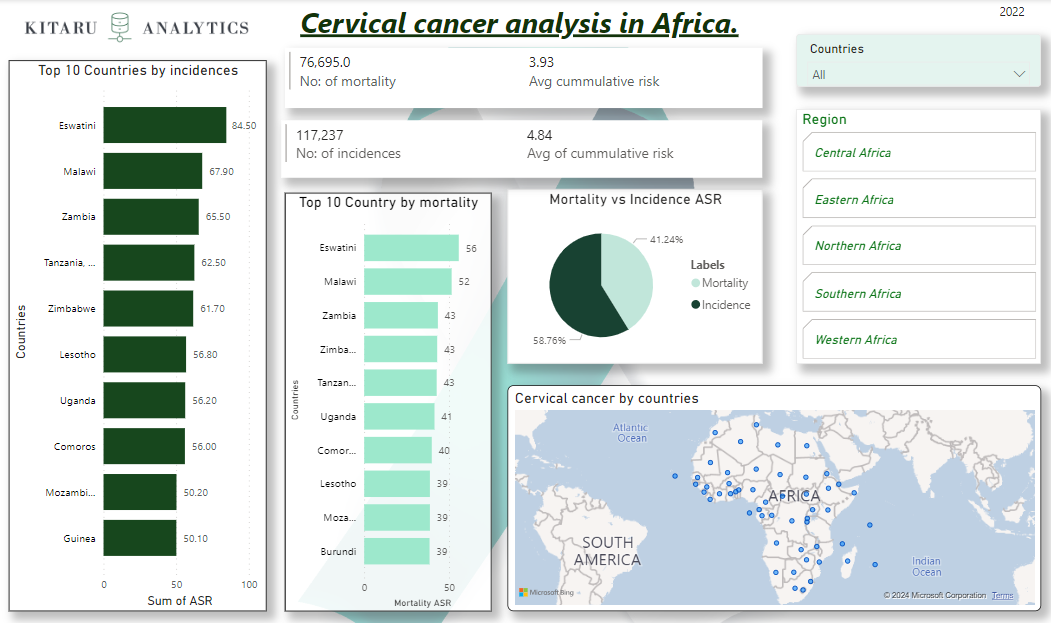 KITARU ANALYTICS
Cervical cancer analysis in Africa.
2022
76,695.0
No: of mortality
3.93
Avg cummulative risk
117,237
No: of incidences
4.84
Avg of cummulative risk
Countries
All
Region
Central Africa
Eastern Africa
Northern Africa
Southern Africa
Western Africa
Top 10 Countries by incidences
Countries
Eswatini 84.50
Malawi 67.90
Zambia 65.50
Tanzania, ... 62.50
Zimbabwe 61.70
Lesotho 56.80
Uganda 56.20
Comoros 56.00
Mozambi... 50.20
Guinea 50.10
0 50 100
Sum of ASR
Top 10 Country by mortality
Countries
Eswatini 56
Malawi 52
Zambia 43
Zimba... 43
Tanzan... 43
Uganda 41
Comor... 40
Lesotho 39
Moza... 39
Burundi 39
0 50
Mortality ASR
Mortality vs Incidence ASR
41.24%
58.76%
Labels
Mortality
Incidence
Cervical cancer by countries
Atlantic
Ocean
AFRICA
SOUTH
AMERICA
Indian
Ocean
Microsoft Bing
© 2024 Microsoft Corporation Terms